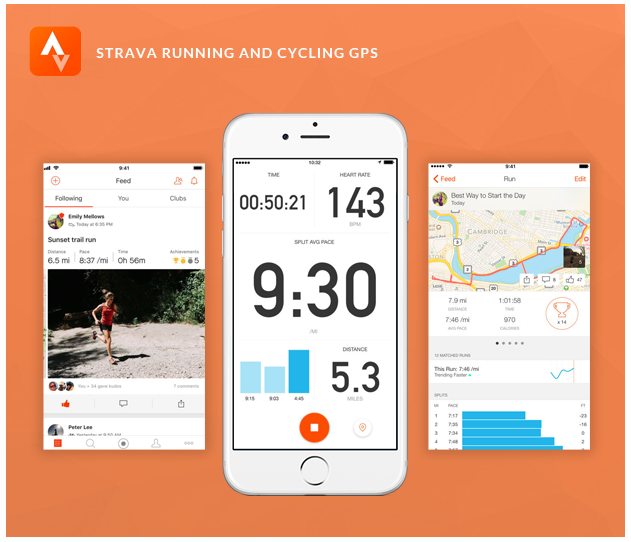 STRAVA RUNNING AND CYCLING GPS
9:41
Feed
Following You Clubs
Emily Mellows
Today at 6:35 PM
Sunset trail run
Distance Pace Time Achievements
6.5 mi 8:37 /mi 0h 56m 5
You + 34 gave kudos 7 comments
Peter Lee
Yesterday at 9:50 AM
10:32
TIME HEART RATE
00:50:21 143
BPM
SPLIT AVG PACE
9:30
/MI
DISTANCE
5.3
MILES
9:15 9:03 4:45
9:41
Feed Run Edit
Best Way to Start the Day
Today
CAMBRIDGE
Legal
8 47
7.9 mi 1:01:58
DISTANCE TIME
7:46 /mi 970
AVG PACE CALORIES
x 14
12 MATCHED RUNS
This Run: 7:46 /mi
Trending Faster
SPLITS
MI PACE FT
1 7:17 -23
2 7:35 -16
3 7:34 0
4 7:48 2